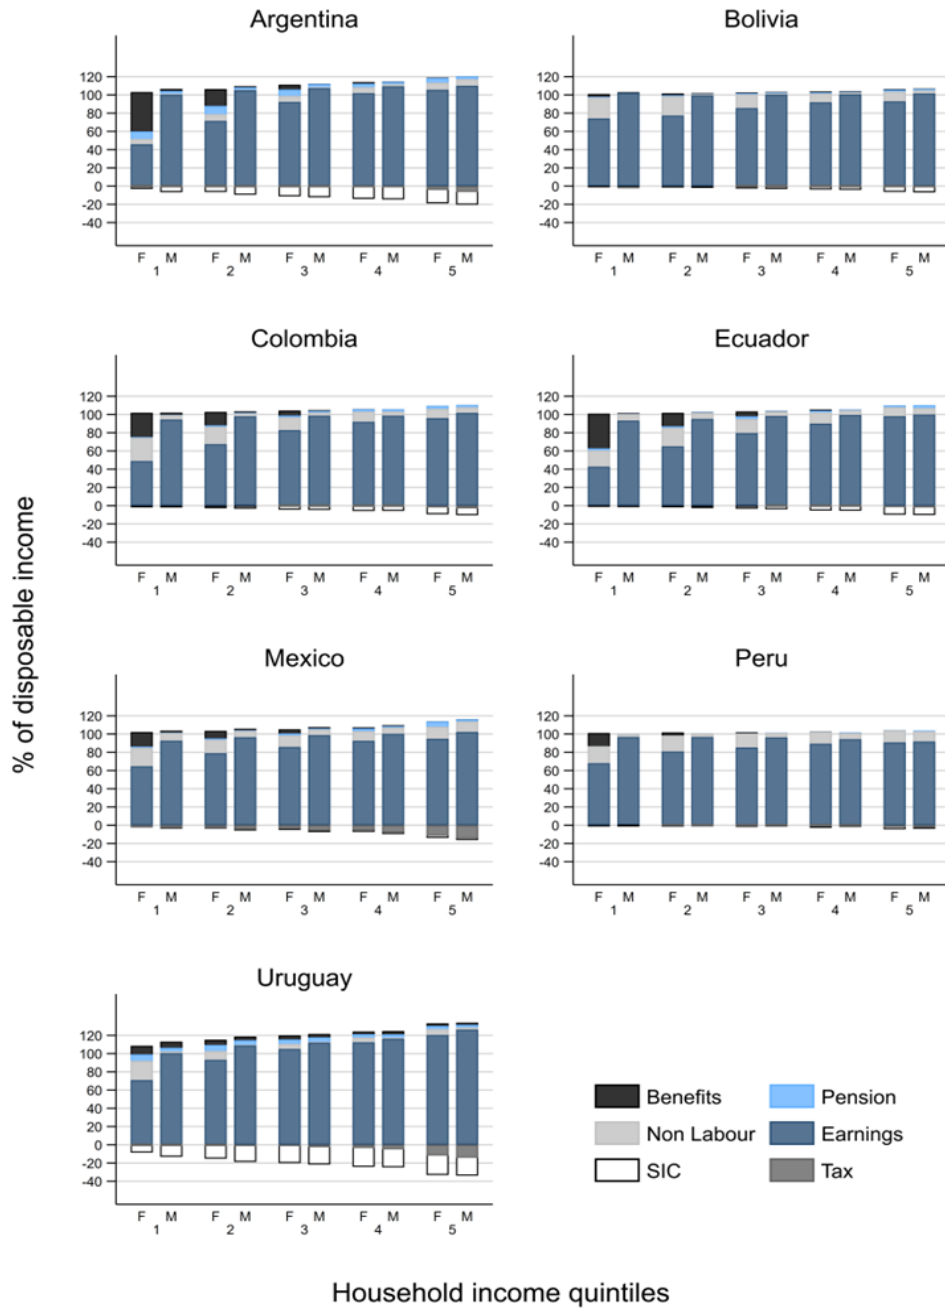 Argentina
120
100
80
60
40
20
0
-20
-40
F M F M F M F M F M
1 2 3 4 5
Bolivia
120
100
80
60
40
20
0
-20
-40
F M F M F M F M F M
1 2 3 4 5
Colombia
120
100
80
60
40
20
0
-20
-40
F M F M F M F M F M
1 2 3 4 5
Ecuador
120
100
80
60
40
20
0
-20
-40
F M F M F M F M F M
1 2 3 4 5
% of disposable income
Mexico
120
100
80
60
40
20
0
-20
-40
F M F M F M F M F M
1 2 3 4 5
Peru
120
100
80
60
40
20
0
-20
-40
F M F M F M F M F M
1 2 3 4 5
Uruguay
120
100
80
60
40
20
0
-20
-40
F M F M F M F M F M
1 2 3 4 5
Benefits Pension
Non Labour Earnings
SIC Tax
Household income quintiles